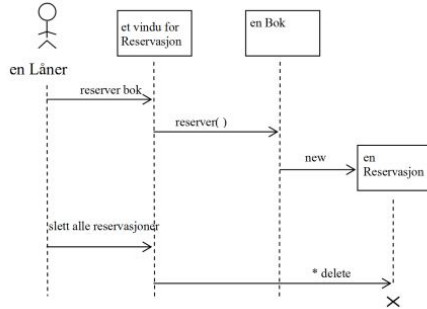 et vindu for
Reservasjon
en Bok
en Låner
reserver bok
reserver( )
new
en
Reservasjon
slett alle reservasjoner
* delete